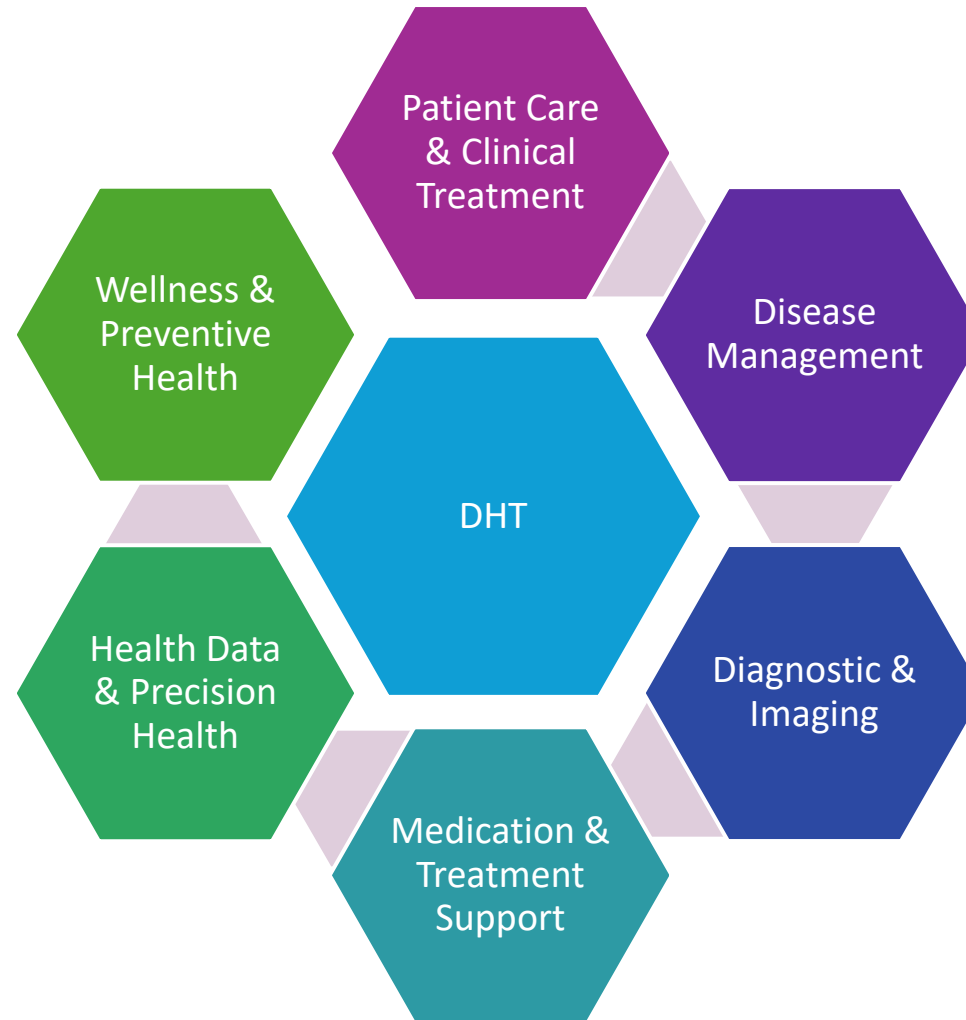 Patient Care
& Clinical
Treatment
Disease
Management
Diagnostic &
Imaging
Medication &
Treatment
Support
Health Data
& Precision
Health
Wellness &
Preventive
Health
DHT